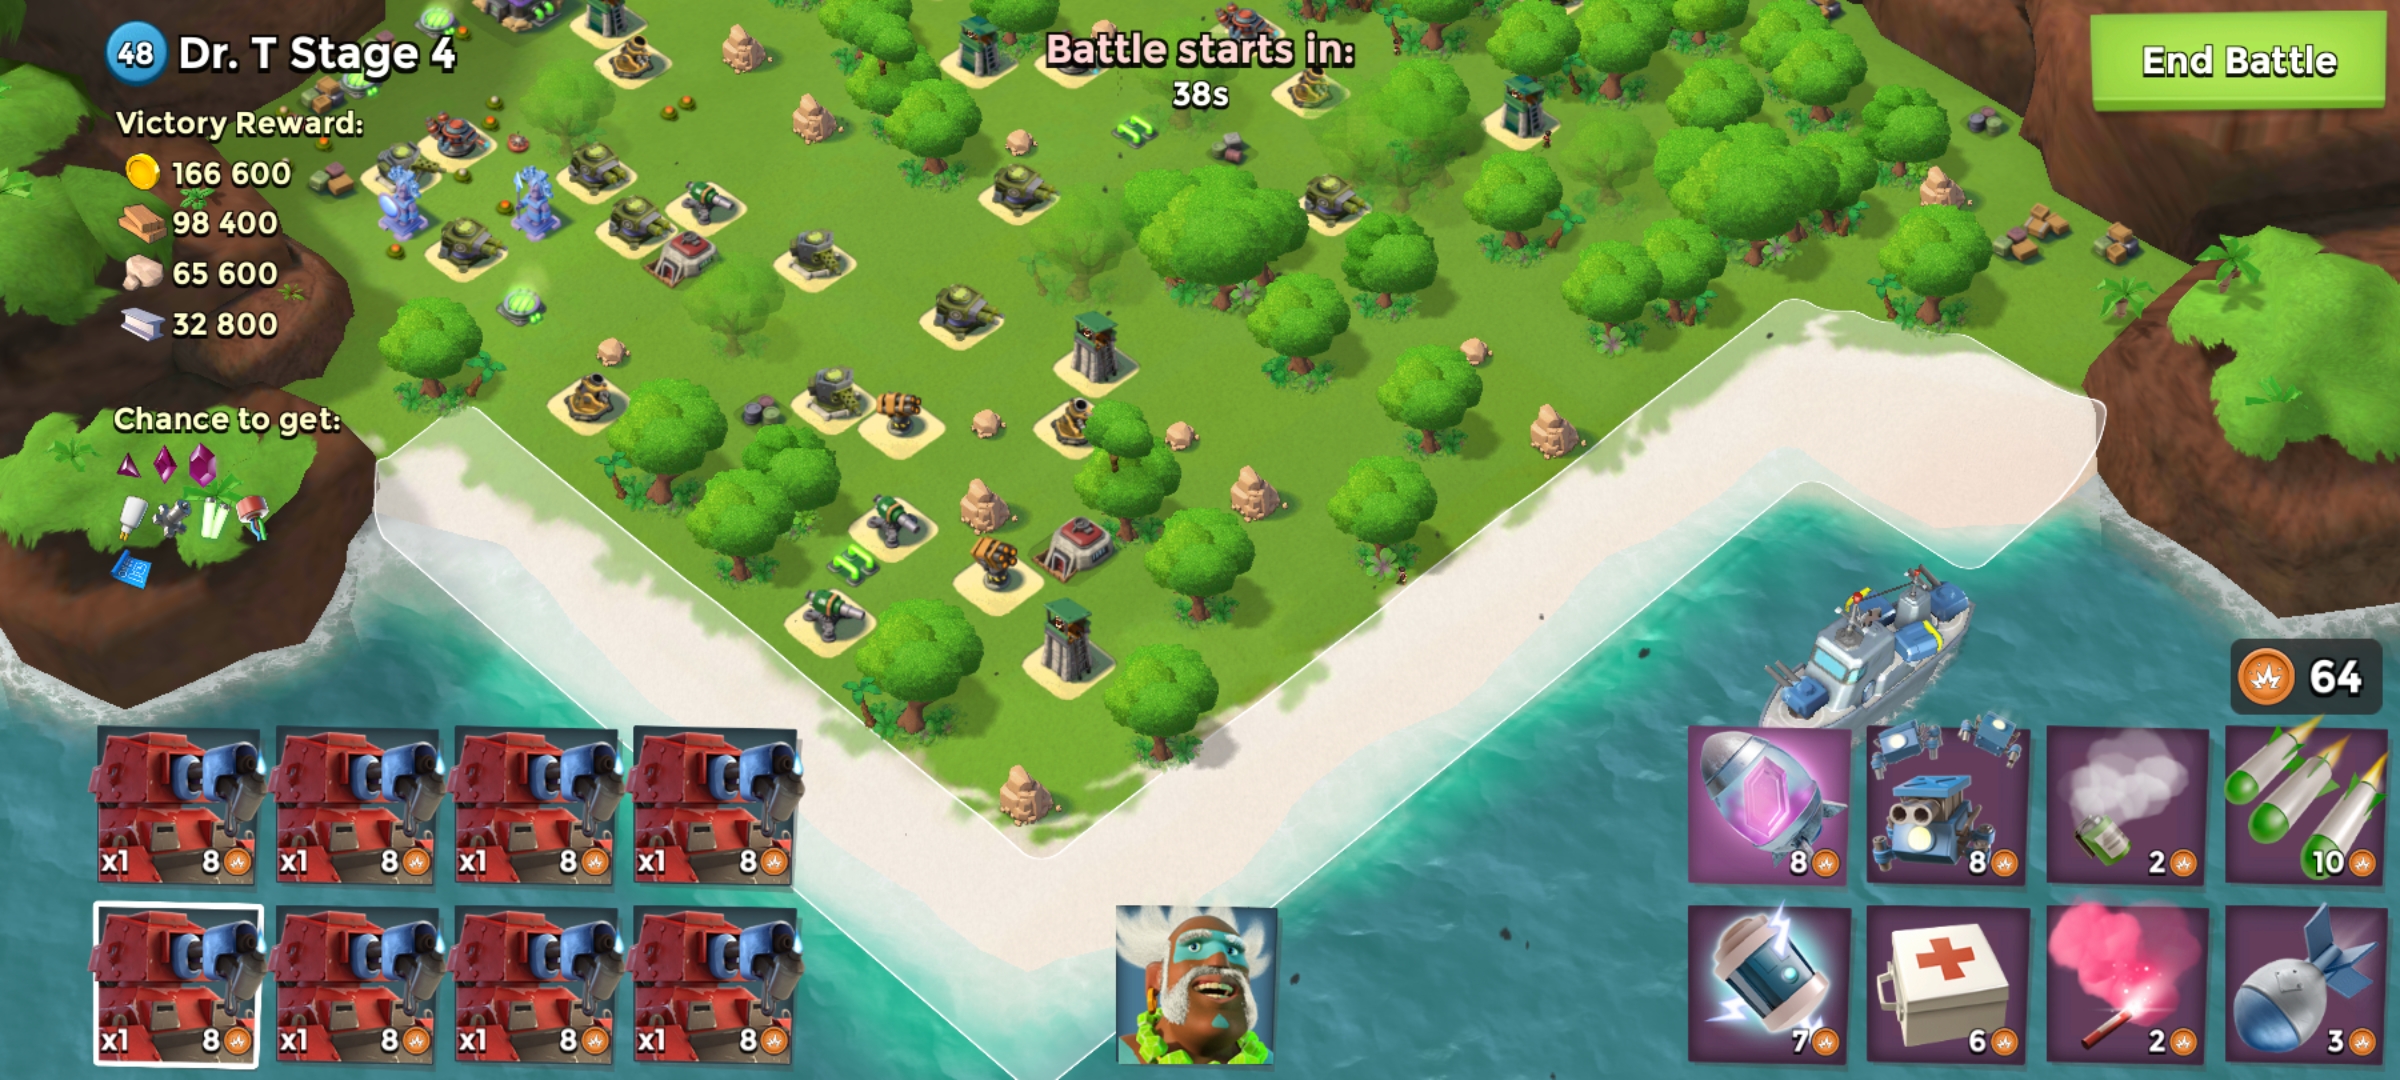 48 Dr. T Stage 4
Battle starts in:
38s
End Battle
Victory Reward:
166 600
98 400
65 600
32 800
Chance to get:
64
x1 8
x1 8
x1 8
x1 8
8
8
2
10
x1 8
x1 8
x1 8
x1 8
7
6
2
3